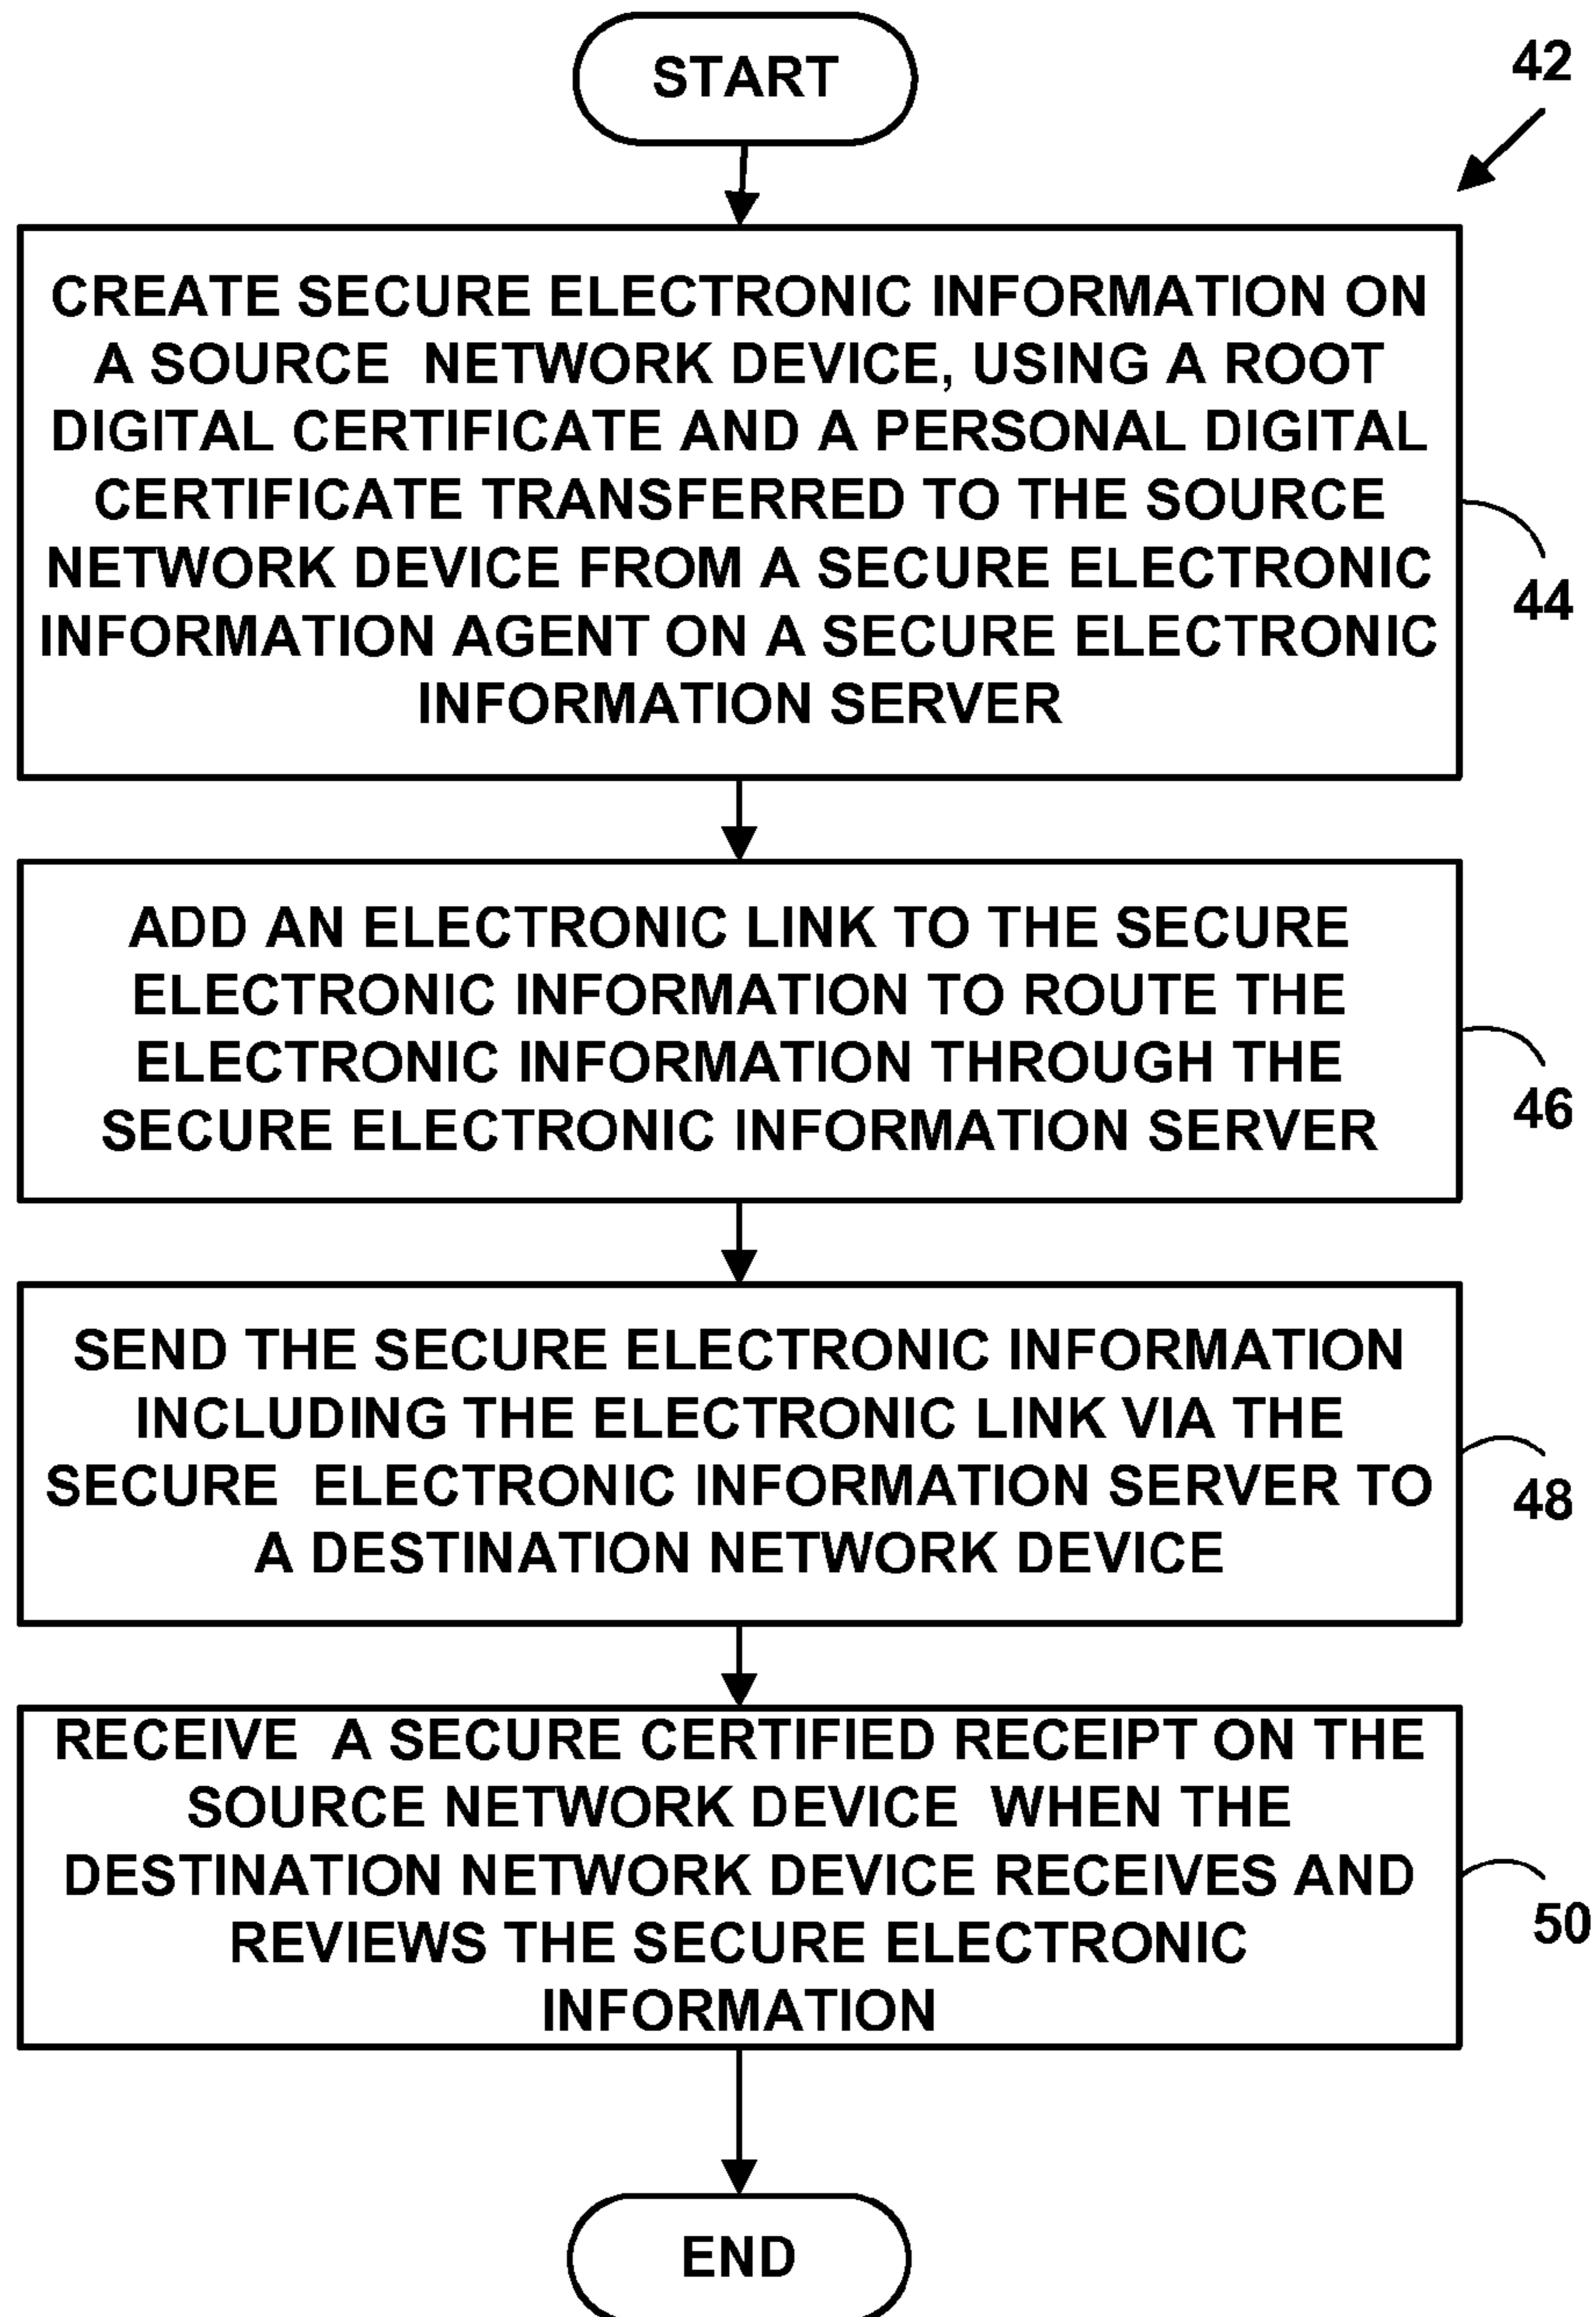 START
42
CREATE SECURE ELECTRONIC INFORMATION ON
A SOURCE NETWORK DEVICE, USING A ROOT
DIGITAL CERTIFICATE AND A PERSONAL DIGITAL
CERTIFICATE TRANSFERRED TO THE SOURCE
NETWORK DEVICE FROM A SECURE ELECTRONIC
INFORMATION AGENT ON A SECURE ELECTRONIC
INFORMATION SERVER
44
ADD AN ELECTRONIC LINK TO THE SECURE
ELECTRONIC INFORMATION TO ROUTE THE
ELECTRONIC INFORMATION THROUGH THE
SECURE ELECTRONIC INFORMATION SERVER
46
SEND THE SECURE ELECTRONIC INFORMATION
INCLUDING THE ELECTRONIC LINK VIA THE
SECURE ELECTRONIC INFORMATION SERVER TO
A DESTINATION NETWORK DEVICE
48
RECEIVE A SECURE CERTIFIED RECEIPT ON THE
SOURCE NETWORK DEVICE WHEN THE
DESTINATION NETWORK DEVICE RECEIVES AND
REVIEWS THE SECURE ELECTRONIC
INFORMATION
50
END